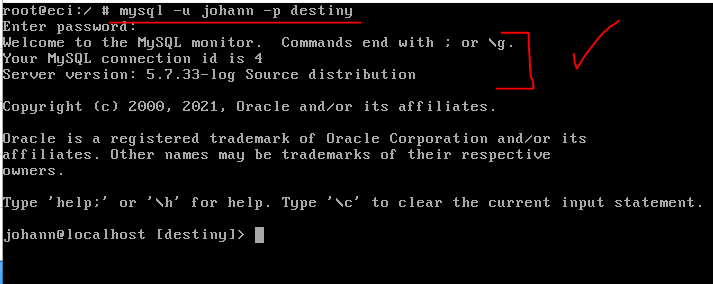 root@eci:/ # mysql -u johann -p destiny
Enter password:
Welcome to the MySQL monitor.  Commands end with ; or \g.
Your MySQL connection id is 4
Server version: 5.7.33-log Source distribution
Copyright (c) 2000, 2021, Oracle and/or its affiliates.
Oracle is a registered trademark of Oracle Corporation and/or its
affiliates. Other names may be trademarks of their respective
owners.
Type 'help;' or '\h' for help. Type '\c' to clear the current input statement.
johann@localhost [destiny]>